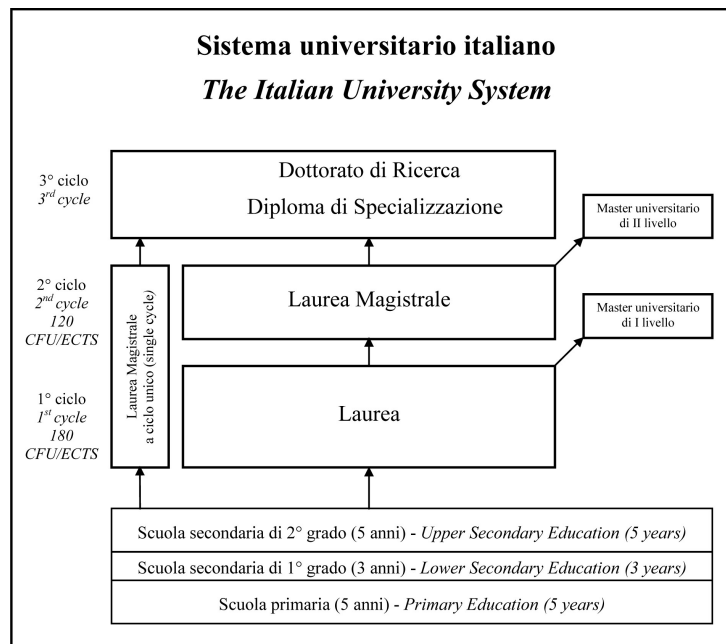 Sistema universitario italiano
The Italian University System
3° ciclo
3rd cycle
Dottorato di Ricerca
Diploma di Specializzazione
Master universitario
di II livello
2° ciclo
2nd cycle
120
CFU/ECTS
Laurea Magistrale
a ciclo unico (single cycle)
Laurea Magistrale
Master universitario
di I livello
1° ciclo
1st cycle
180
CFU/ECTS
Laurea
Scuola secondaria di 2° grado (5 anni) - Upper Secondary Education (5 years)
Scuola secondaria di 1° grado (3 anni) - Lower Secondary Education (3 years)
Scuola primaria (5 anni) - Primary Education (5 years)